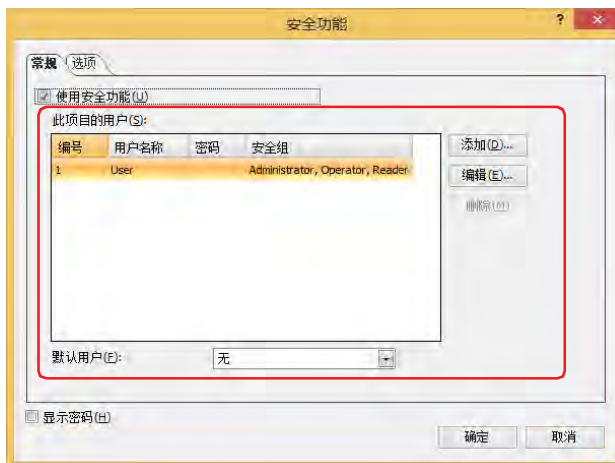 安全功能
?
常规 选项
使用安全功能(U)
此项目的用户(S):
编号 用户名称 密码 安全组
1 User Administrator, Operator, Reader
添加(D)...
编辑(E)...
删除(M)
默认用户(F): 无
显示密码(H)
确定 取消